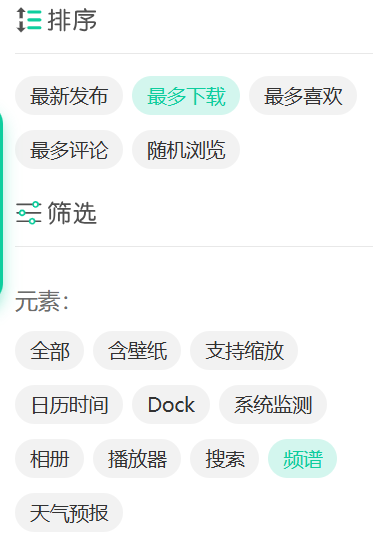 排序
最新发布 最多下载 最多喜欢
最多评论 随机浏览
筛选
元素：
全部 含壁纸 支持缩放
日历时间 Dock 系统监测
相册 播放器 搜索 频谱
天气预报